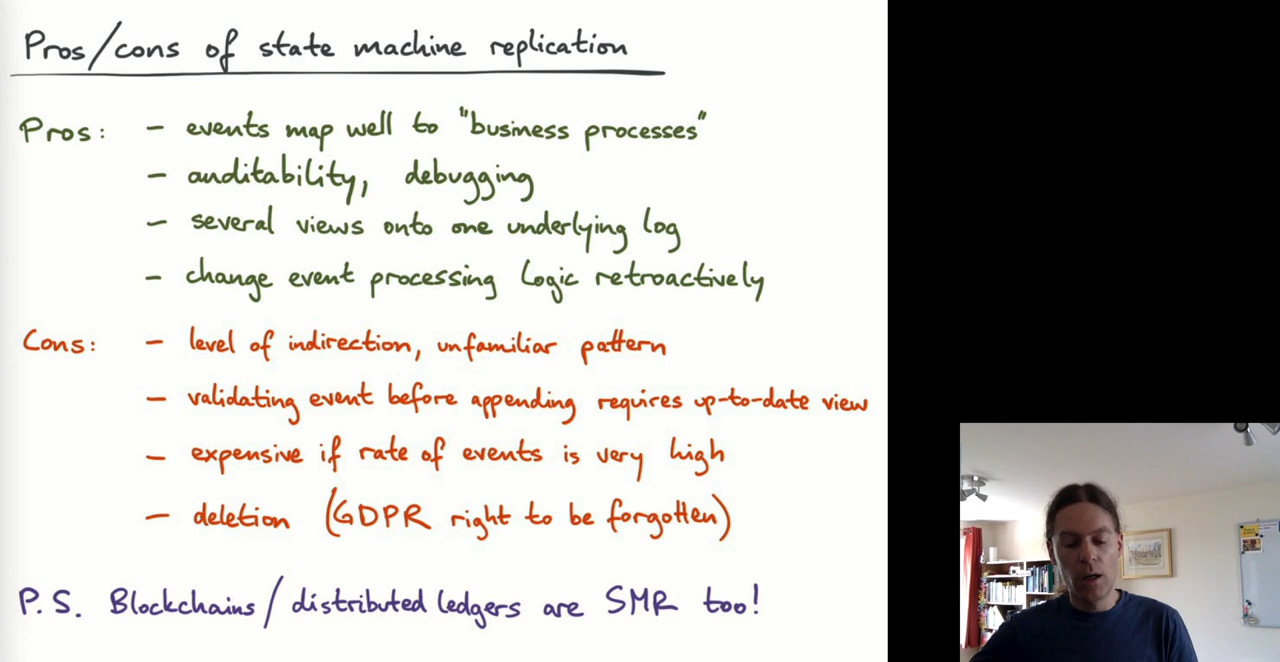 Pros/cons of state machine replication
Pros: – events map well to "business processes"
– auditability, debugging
– several views onto one underlying log
– change event processing logic retroactively
Cons: – level of indirection, unfamiliar pattern
– validating event before appending requires up-to-date view
– expensive if rate of events is very high
– deletion (GDPR right to be forgotten)
P.S. Blockchains/distributed ledgers are SMR too!